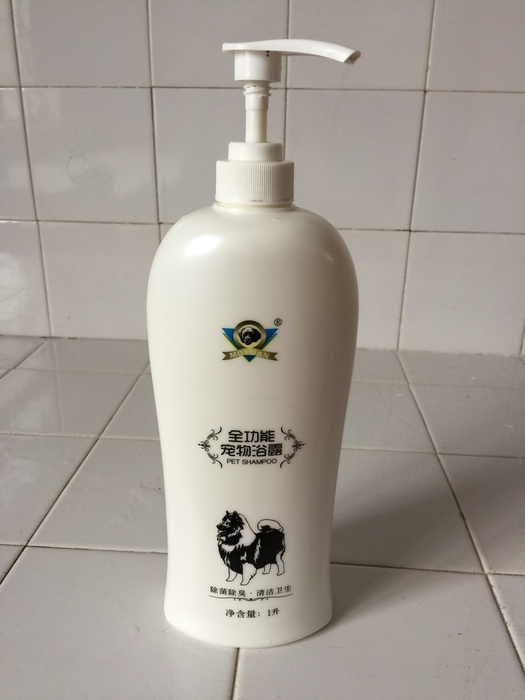 ®
MOYUAN
全功能
宠物浴露
PET SHAMPOO
除菌除臭·清洁卫生
净含量：1升